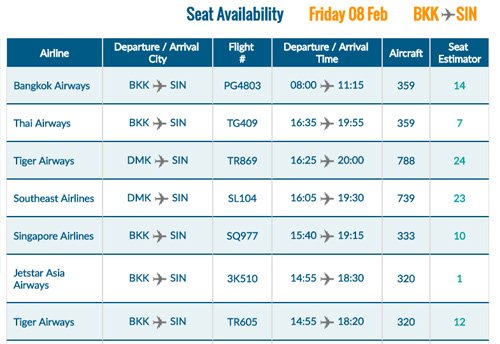 Seat Availability Friday 08 Feb BKK SIN
Airline Departure / Arrival City Flight # Departure / Arrival Time Aircraft Seat Estimator
Bangkok Airways BKK SIN PG4803 08:00 11:15 359 14
Thai Airways BKK SIN TG409 16:35 19:55 359 7
Tiger Airways DMK SIN TR869 16:25 20:00 788 24
Southeast Airlines DMK SIN SL104 16:05 19:30 739 23
Singapore Airlines BKK SIN SQ977 15:40 19:15 333 10
Jetstar Asia Airways BKK SIN 3K510 14:55 18:30 320 1
Tiger Airways BKK SIN TR605 14:55 18:20 320 12